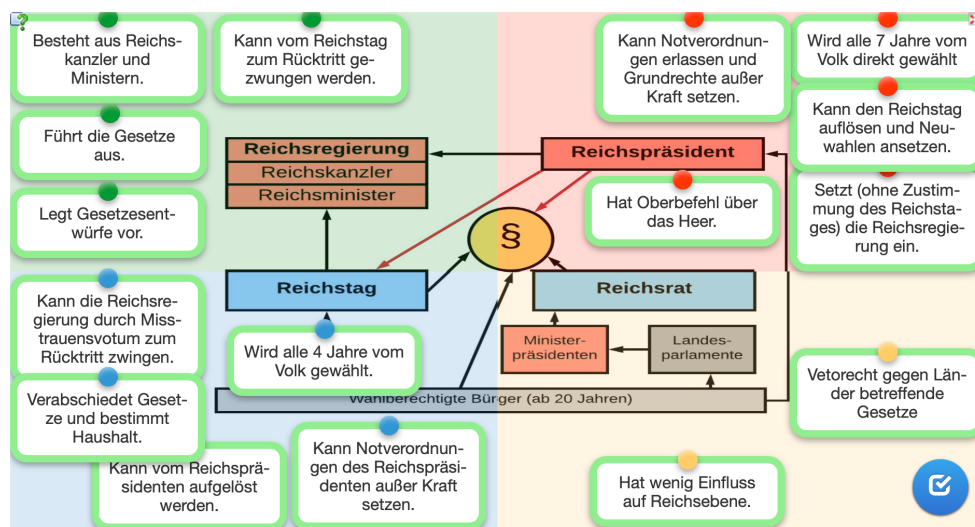 Besteht aus Reichs-
kanzler und
Ministern.
Kann vom Reichstag
zum Rücktritt ge-
zwungen werden.
Kann Notverordnun-
gen erlassen und
Grundrechte außer
Kraft setzen.
Wird alle 7 Jahre vom
Volk direkt gewählt
Führt die Gesetze
aus.
Kann den Reichstag
auflösen und Neu-
wahlen ansetzen.
Reichsregierung
Reichskanzler
Reichsminister
Reichspräsident
Legt Gesetzesent-
würfe vor.
Hat Oberbefehl über
das Heer.
Setzt (ohne Zustim-
mung des Reichsta-
ges) die Reichsregie-
rung ein.
§
Reichstag
Reichsrat
Kann die Reichsre-
gierung durch Miss-
trauensvotum zum
Rücktritt zwingen.
Wird alle 4 Jahre vom
Volk gewählt.
Minister-
präsidenten
Landes-
parlamente
Vetorecht gegen Län-
der betreffende
Gesetze
Verabschiedet Geset-
ze und bestimmt
Haushalt.
Wahlberechtigte Bürger (ab 20 Jahren)
Kann vom Reichsprä-
sidenten aufgelöst
werden.
Kann Notverordnun-
gen des Reichspräsi-
denten außer Kraft
setzen.
Hat wenig Einfluss
auf Reichsebene.